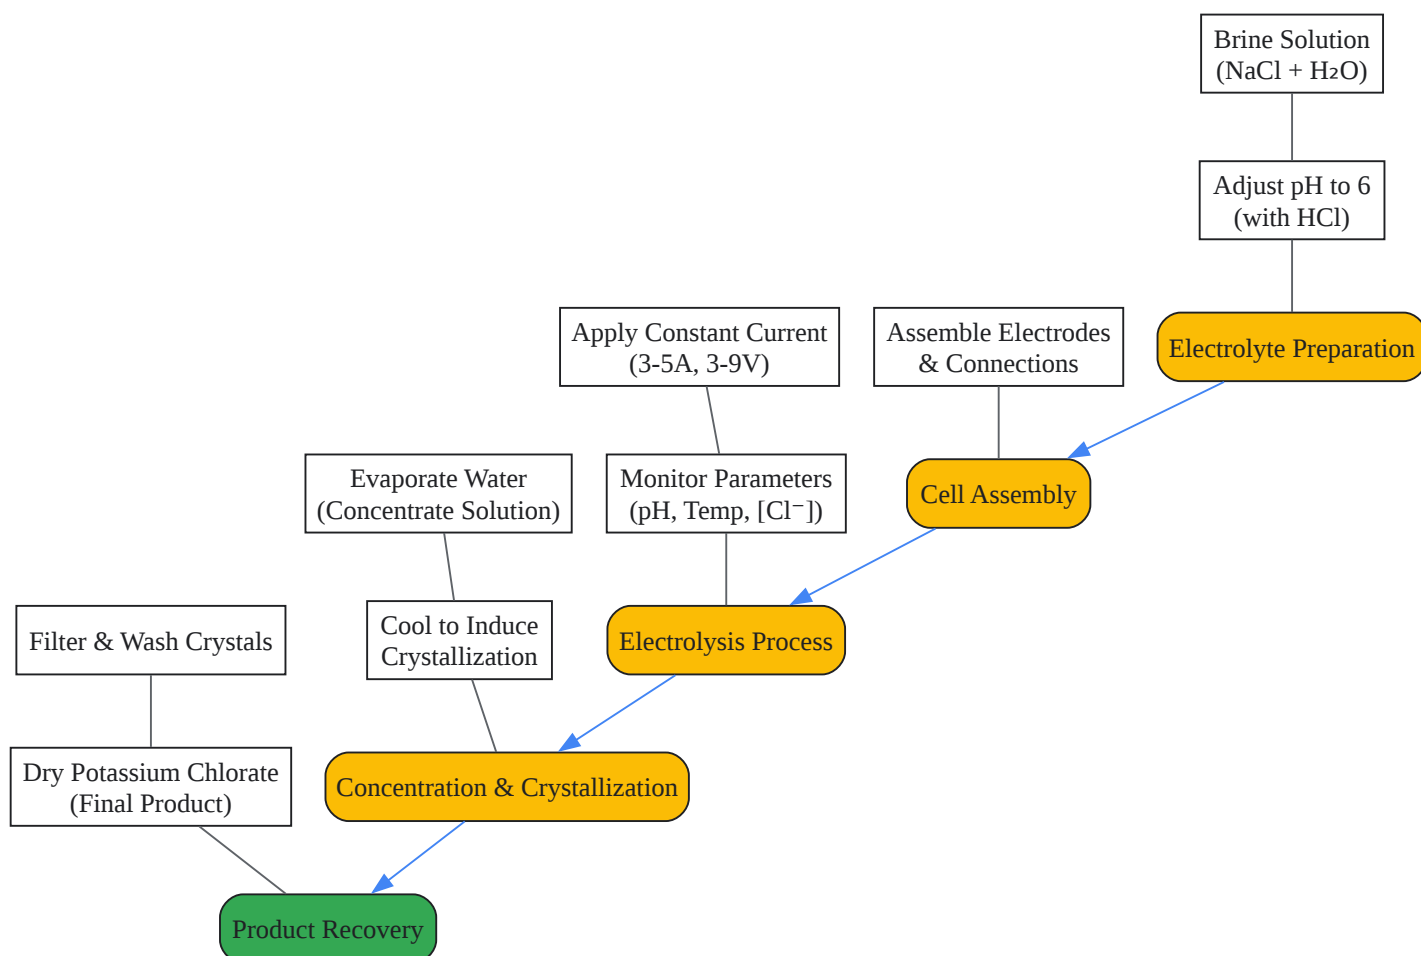 Brine Solution
(NaCl + H₂O)
Adjust pH to 6
(with HCl)
Electrolyte Preparation
Assemble Electrodes
& Connections
Cell Assembly
Apply Constant Current
(3-5A, 3-9V)
Monitor Parameters
(pH, Temp, [Cl⁻])
Electrolysis Process
Evaporate Water
(Concentrate Solution)
Cool to Induce
Crystallization
Concentration & Crystallization
Filter & Wash Crystals
Dry Potassium Chlorate
(Final Product)
Product Recovery